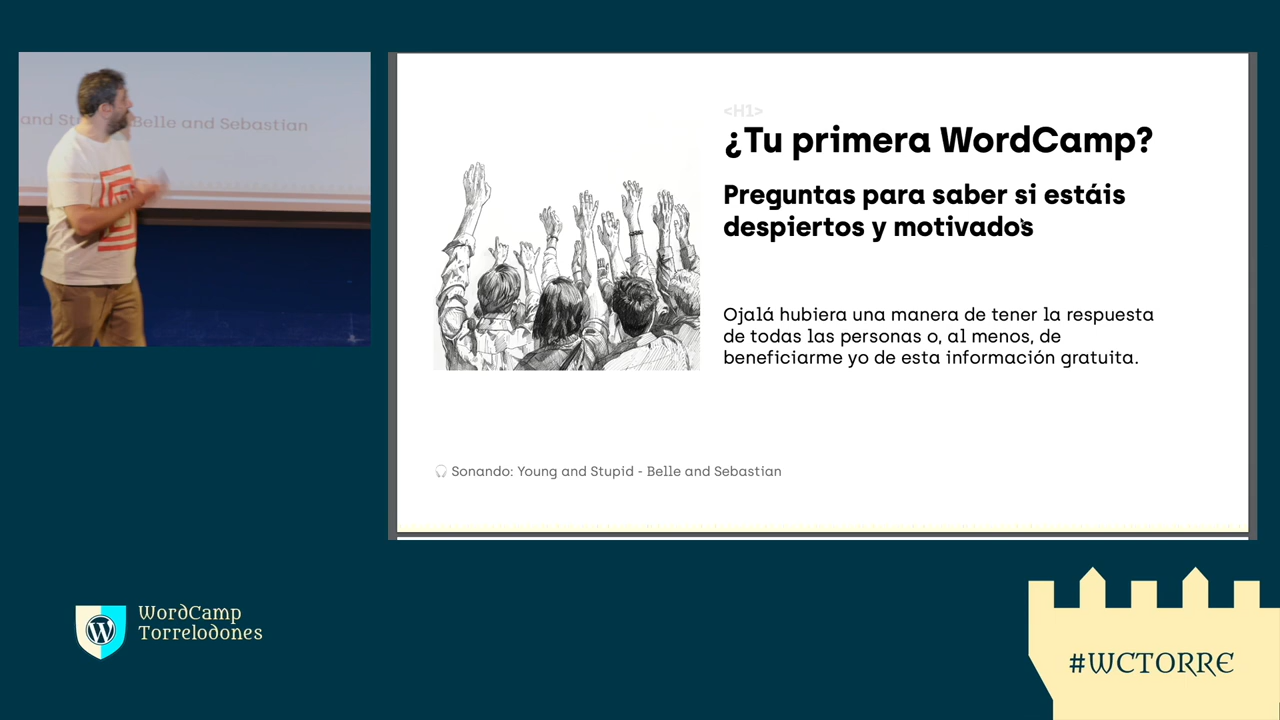 and St
Belle and Sebastian
<H1>
¿Tu primera WordCamp?
Preguntas para saber si estáis
despiertos y motivados
Ojalá hubiera una manera de tener la respuesta
de todas las personas o, al menos, de
beneficiarme yo de esta información gratuita.
Sonando: Young and Stupid - Belle and Sebastian
WordCamp
Torrelodones
#WCTORRE